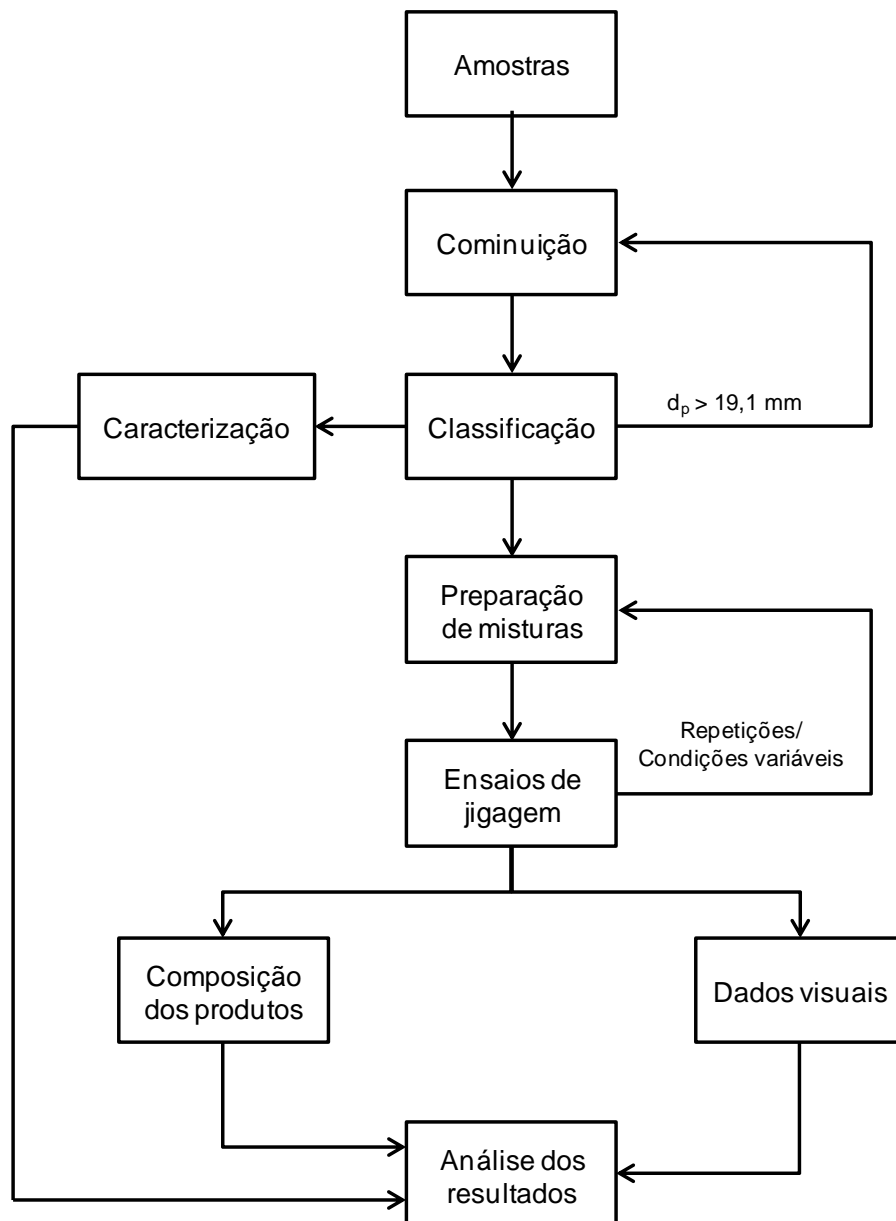 Amostras
Cominuição
Caracterização
Classificação
dₚ > 19,1 mm
Preparação
de misturas
Ensaios de
jigagem
Repetições/
Condições variáveis
Composição
dos produtos
Dados visuais
Análise dos
resultados